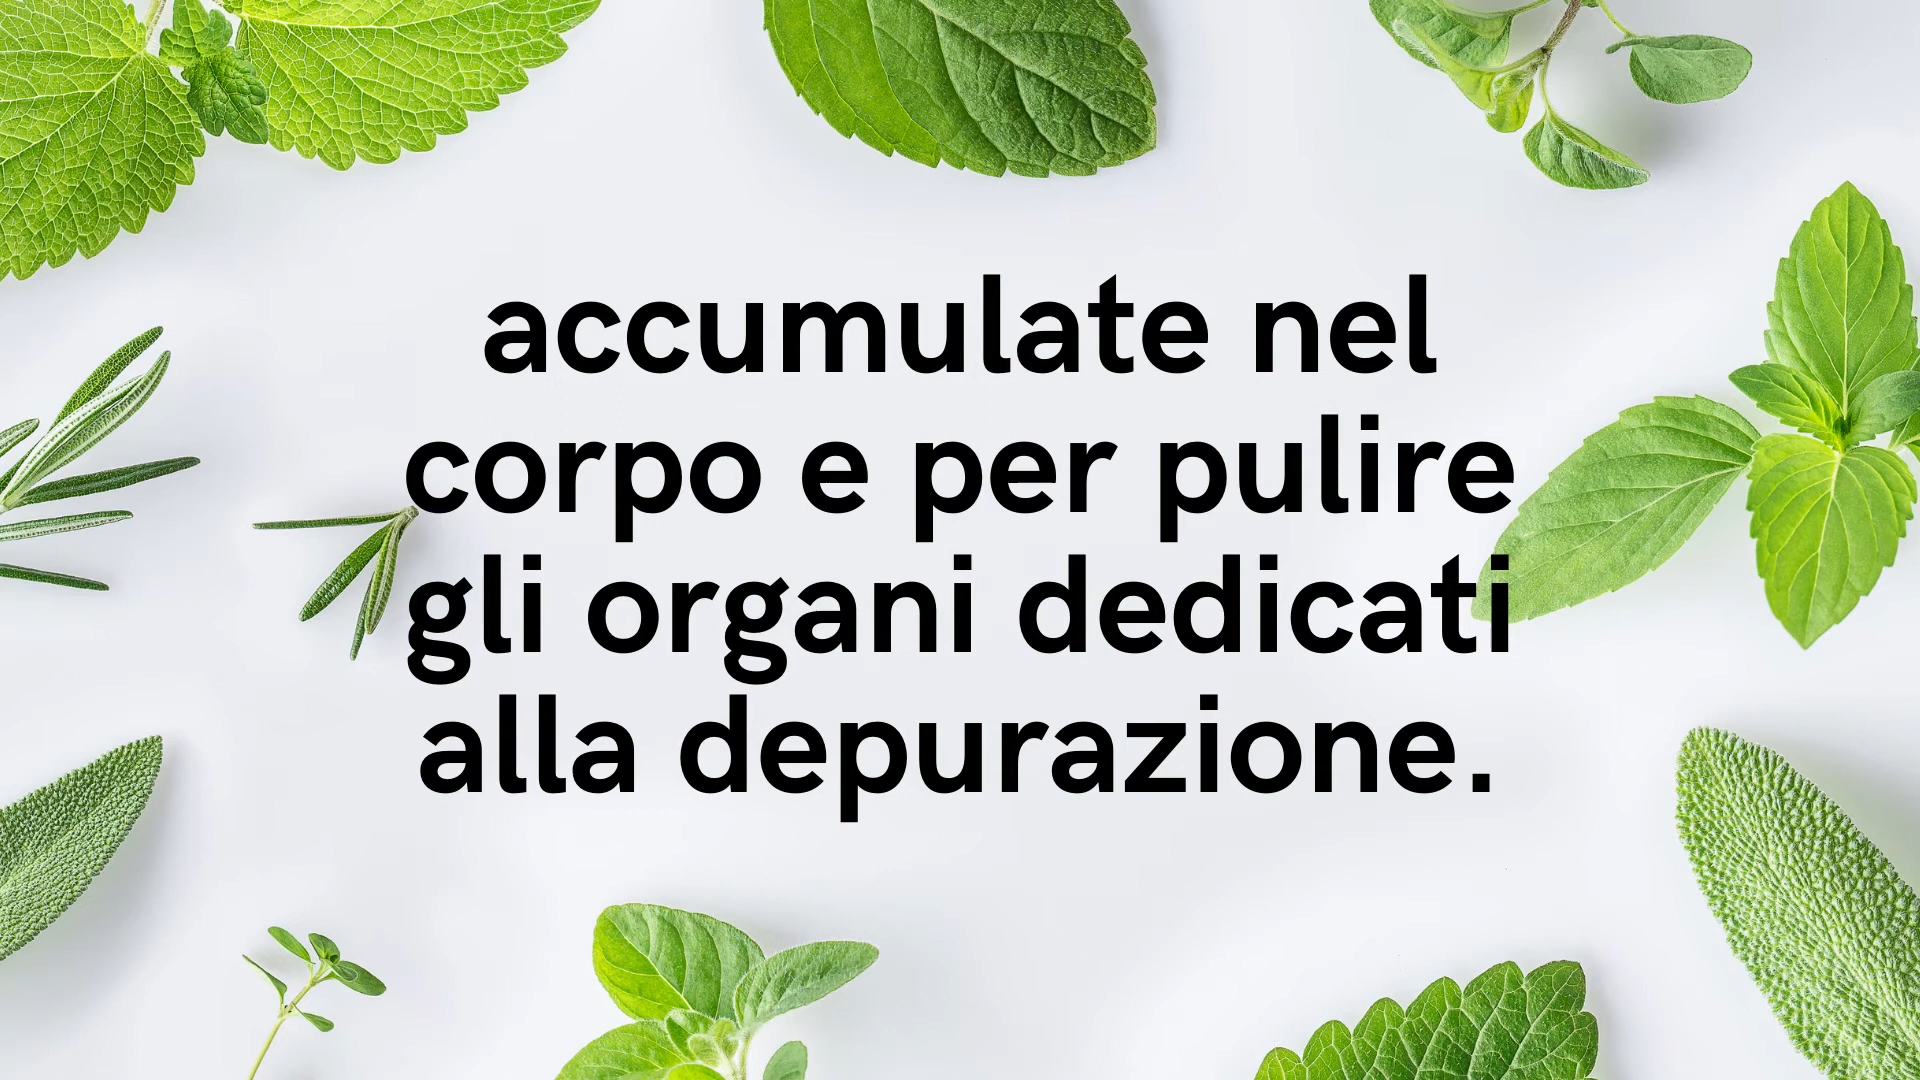 accumulate nel
corpo e per pulire
gli organi dedicati
alla depurazione.